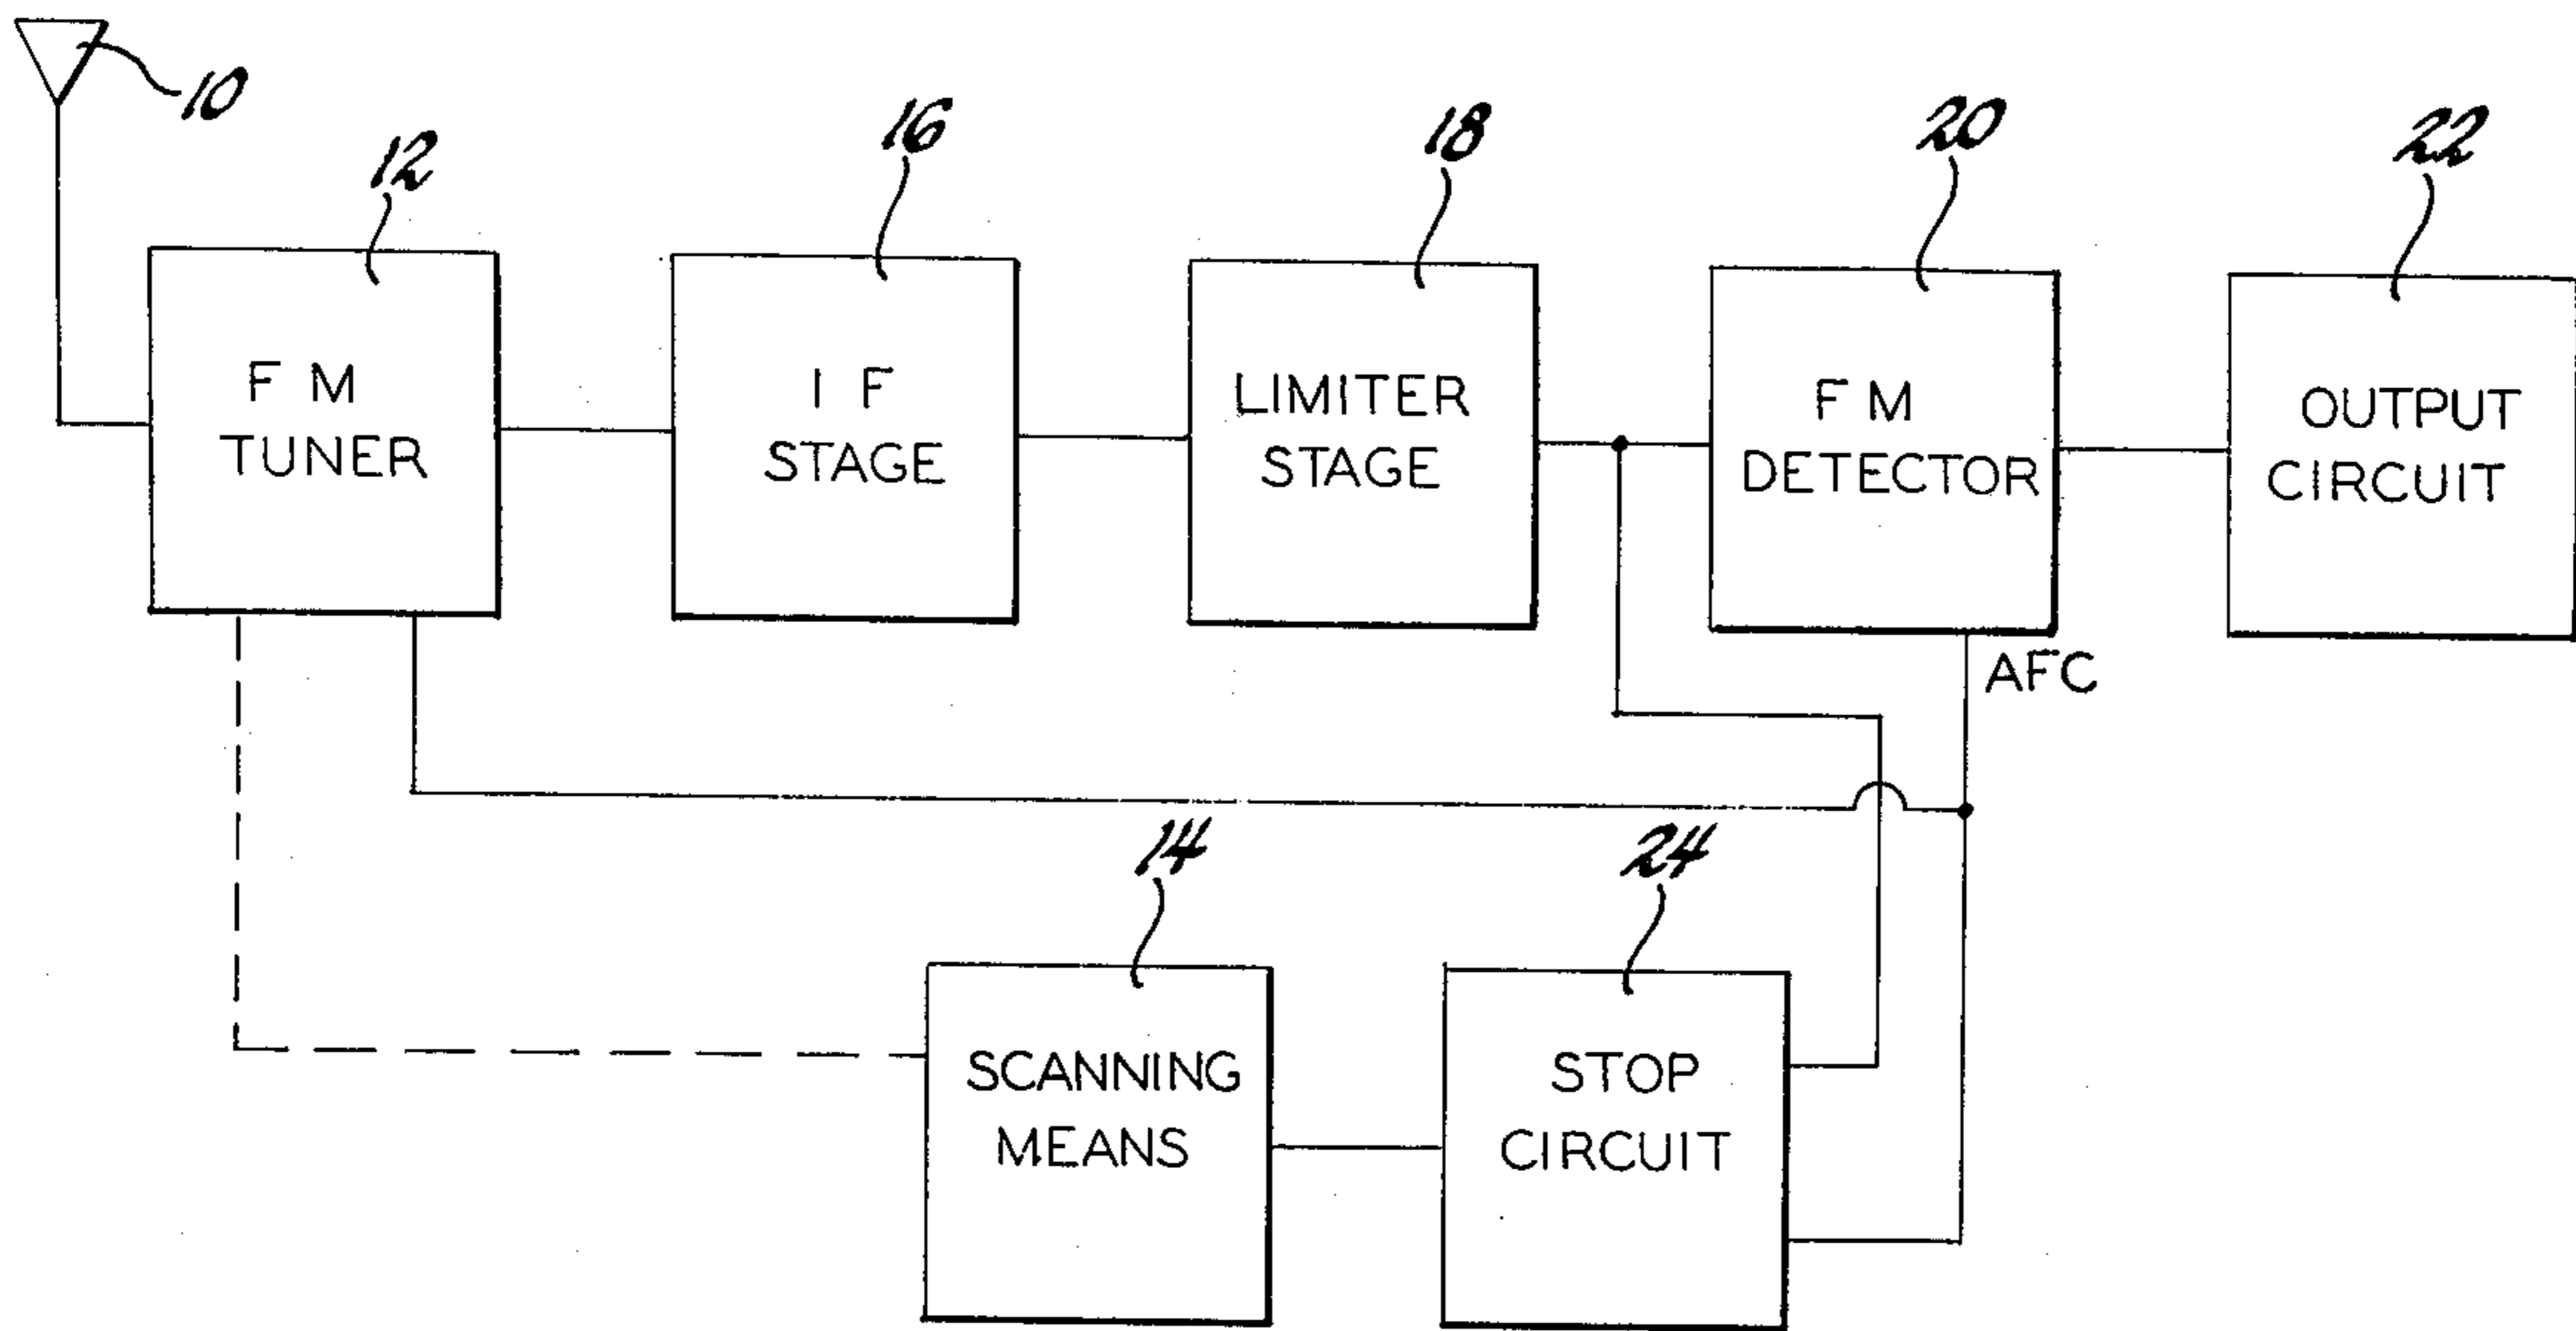 10
12
16
18
20
22
F M
TUNER
I F
STAGE
LIMITER
STAGE
F M
DETECTOR
OUTPUT
CIRCUIT
AFC
14
24
SCANNING
MEANS
STOP
CIRCUIT